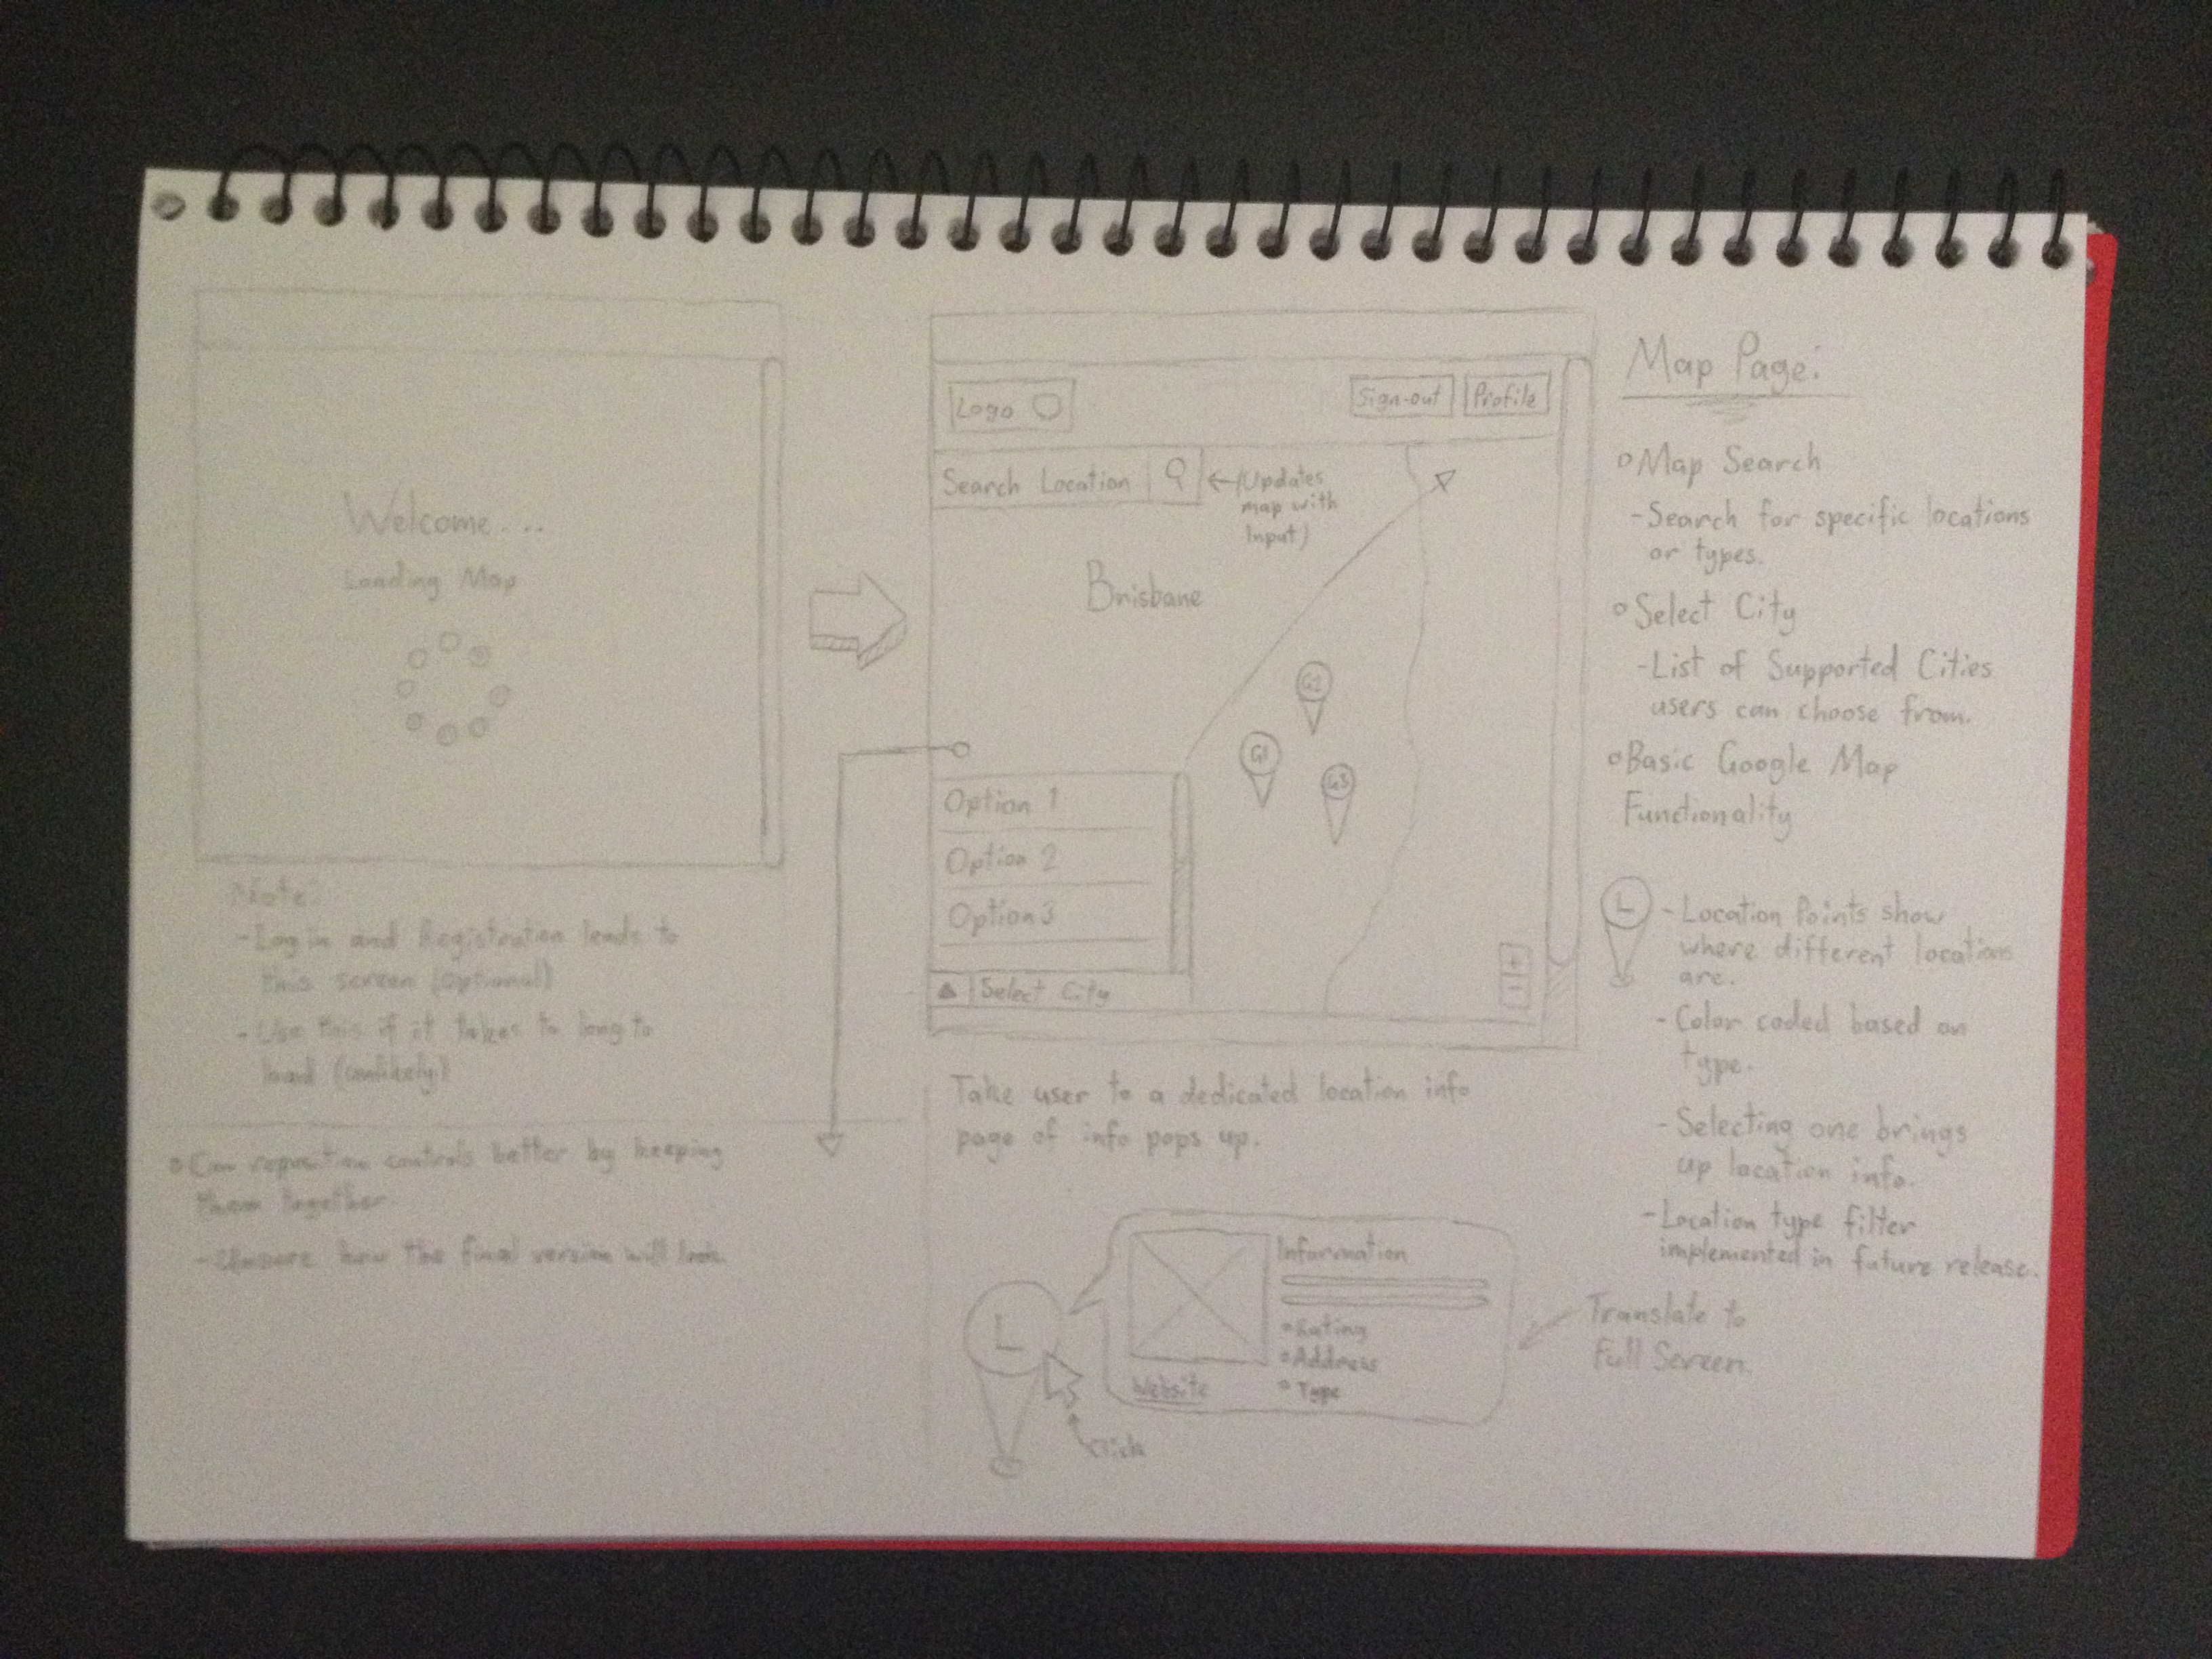 Welcome....
Loading Map
Note:
- Log in and Registration leads to
this screen (optional)
- Use this if it takes to long to
load (unlikely)
Can reposition controls better by keeping
them together.
- how the final version will look
Logo
Sign-out
Profile
Search Location
(Updates
map with
Input)
Brisbane
G2
G1
G3
Option 1
Option 2
Option 3
Select City
+
-
Take user to a dedicated location info
page of info pops up.
L
Click
Information
Rating
Address
Type
Website
Translate to
Full Screen.
Map Page:
Map Search
- Search for specific locations
or types.
Select City
- List of Supported Cities
users can choose from.
Basic Google Map
Functionality
L - Location Points show
where different locations
are.
- Color coded based on
type.
- Selecting one brings
up location info.
- Location type filter
implemented in future release.